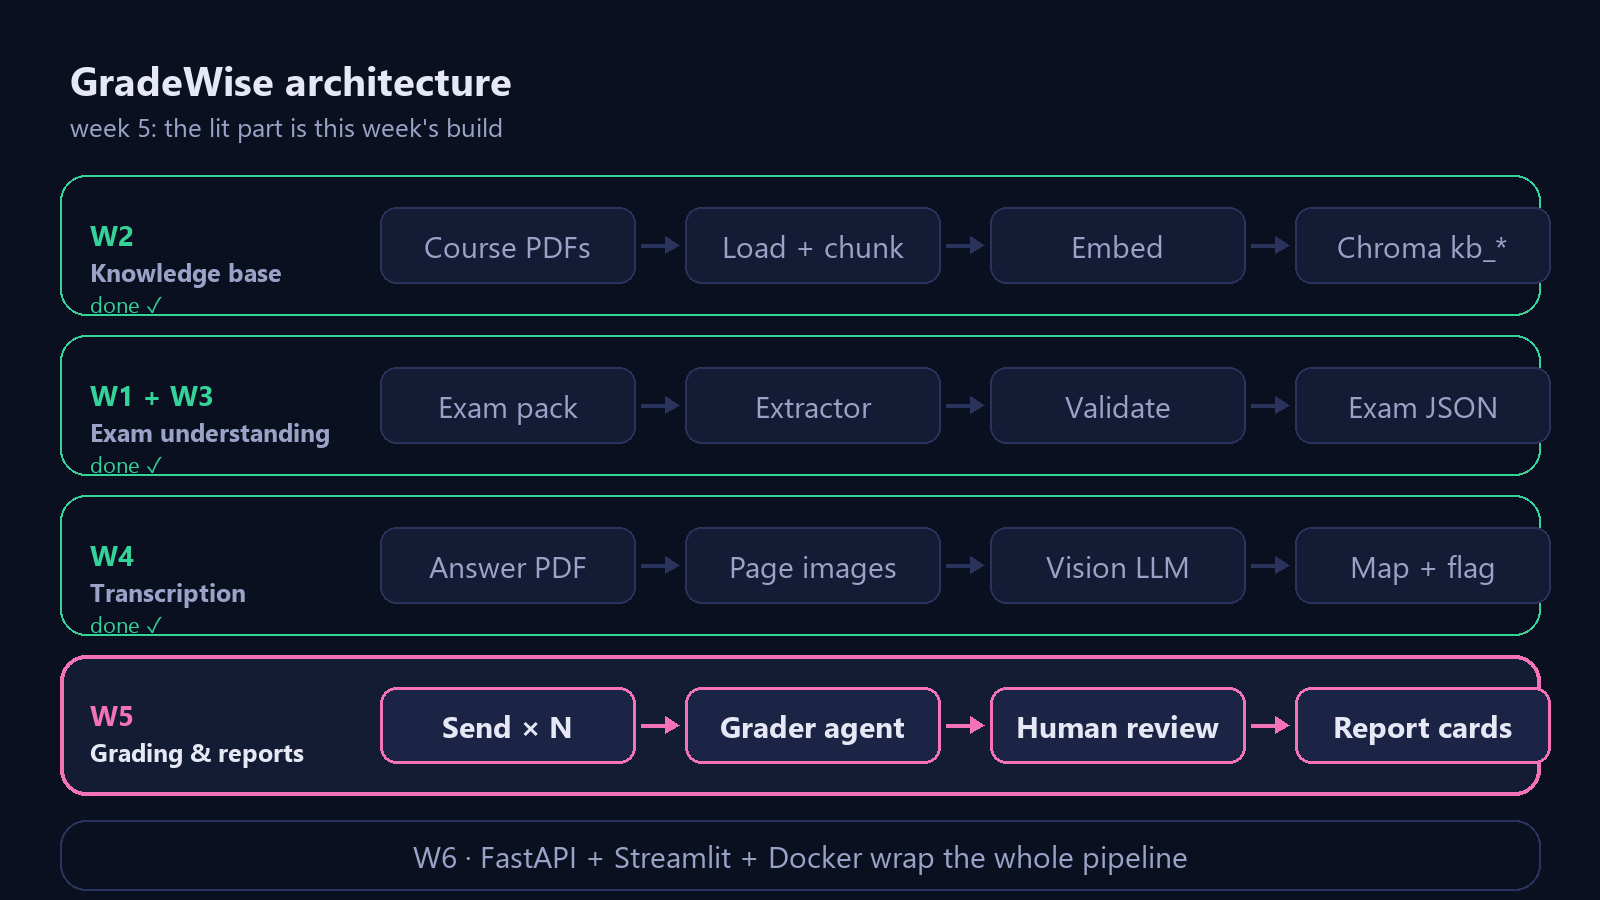 GradeWise architecture
week 5: the lit part is this week's build
W2
Knowledge base
done ✓
Course PDFs
Load + chunk
Embed
Chroma kb_*
W1 + W3
Exam understanding
done ✓
Exam pack
Extractor
Validate
Exam JSON
W4
Transcription
done ✓
Answer PDF
Page images
Vision LLM
Map + flag
W5
Grading & reports
Send × N
Grader agent
Human review
Report cards
W6 · FastAPI + Streamlit + Docker wrap the whole pipeline